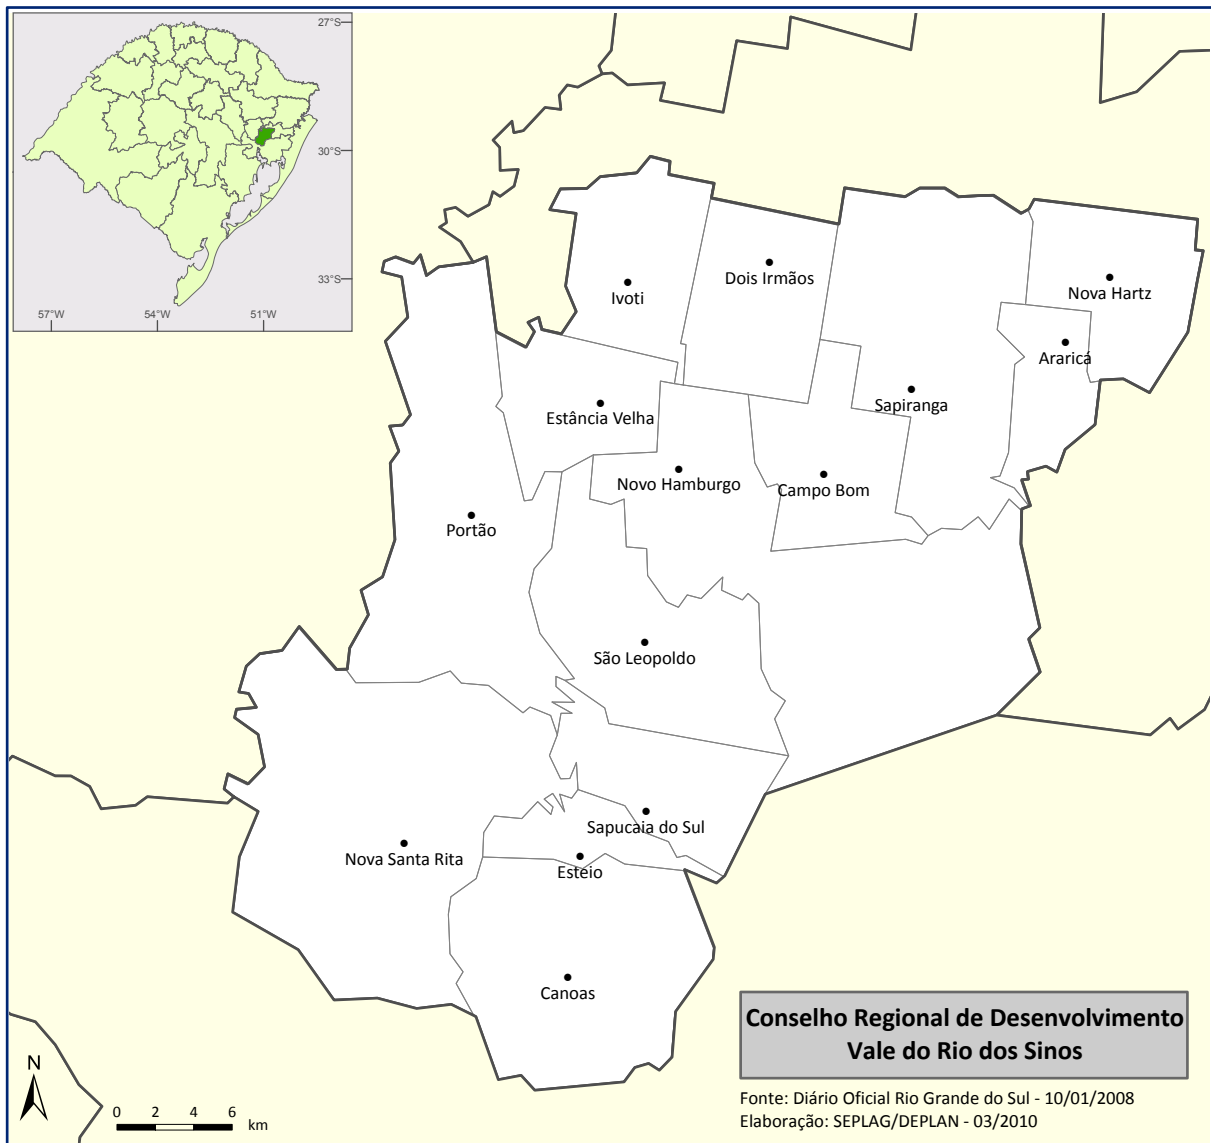 27°S
30°S
33°S
57°W
54°W
51°W
Ivoti
Dois Irmãos
Nova Hartz
Araricá
Sapiranga
Estância Velha
Novo Hamburgo
Campo Bom
Portão
São Leopoldo
Sapucaia do Sul
Nova Santa Rita
Esteio
Canoas
Conselho Regional de Desenvolvimento
Vale do Rio dos Sinos
N
0 2 4 6
km
Fonte: Diário Oficial Rio Grande do Sul - 10/01/2008
Elaboração: SEPLAG/DEPLAN - 03/2010